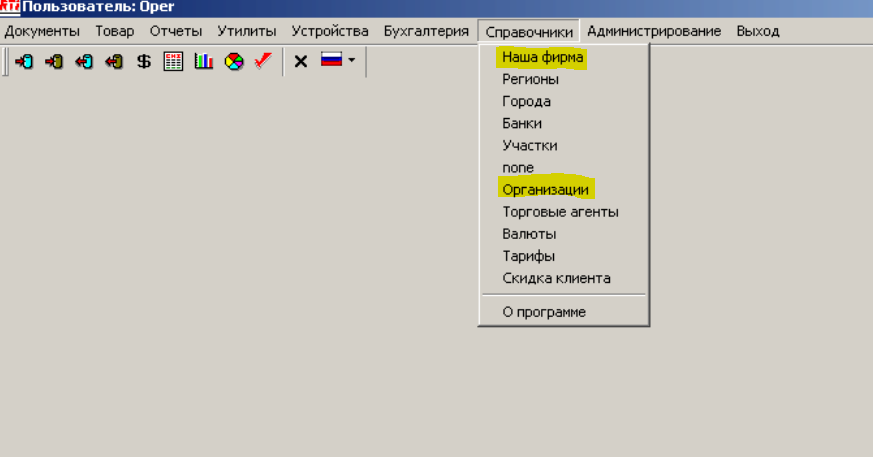 Пользователь: Oper
Документы Товар Отчеты Утилиты Устройства Бухгалтерия Справочники Администрирование Выход
Наша фирма
Регионы
Города
Банки
Участки
none
Организации
Торговые агенты
Валюты
Тарифы
Скидка клиента
О программе